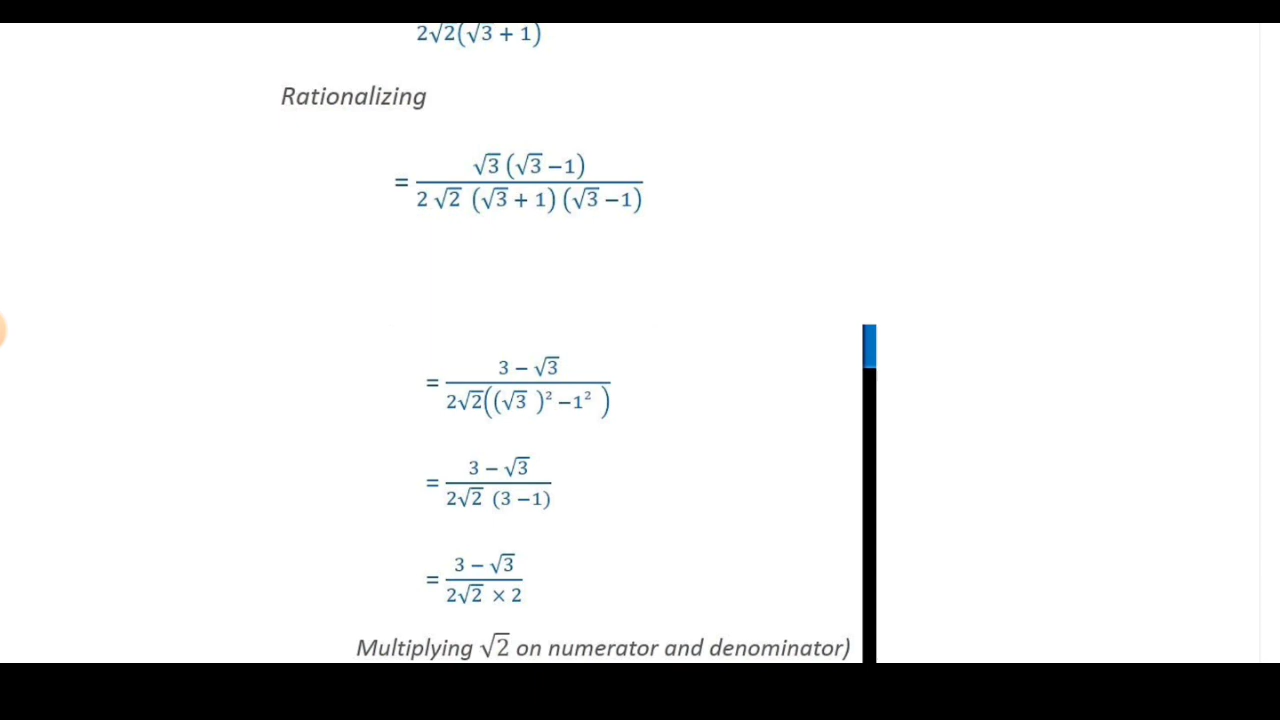 2√2(√3 + 1)
Rationalizing
= √3 (√3 −1)
2 √2 (√3 + 1) (√3 −1)
= 3 − √3
2√2((√3 )² −1² )
= 3 − √3
2√2 (3 −1)
= 3 − √3
2√2 × 2
Multiplying √2 on numerator and denominator)